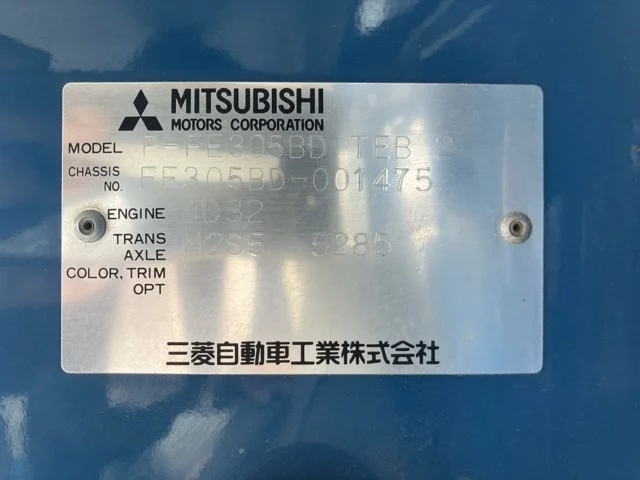 MITSUBISHI
MOTORS CORPORATION
MODEL P-FE305BD TEB 2
CHASSIS NO. FE305BD-001475
ENGINE 4D32
TRANS AXLE M2S5 5285
COLOR, TRIM OPT
三菱自動車工業株式会社